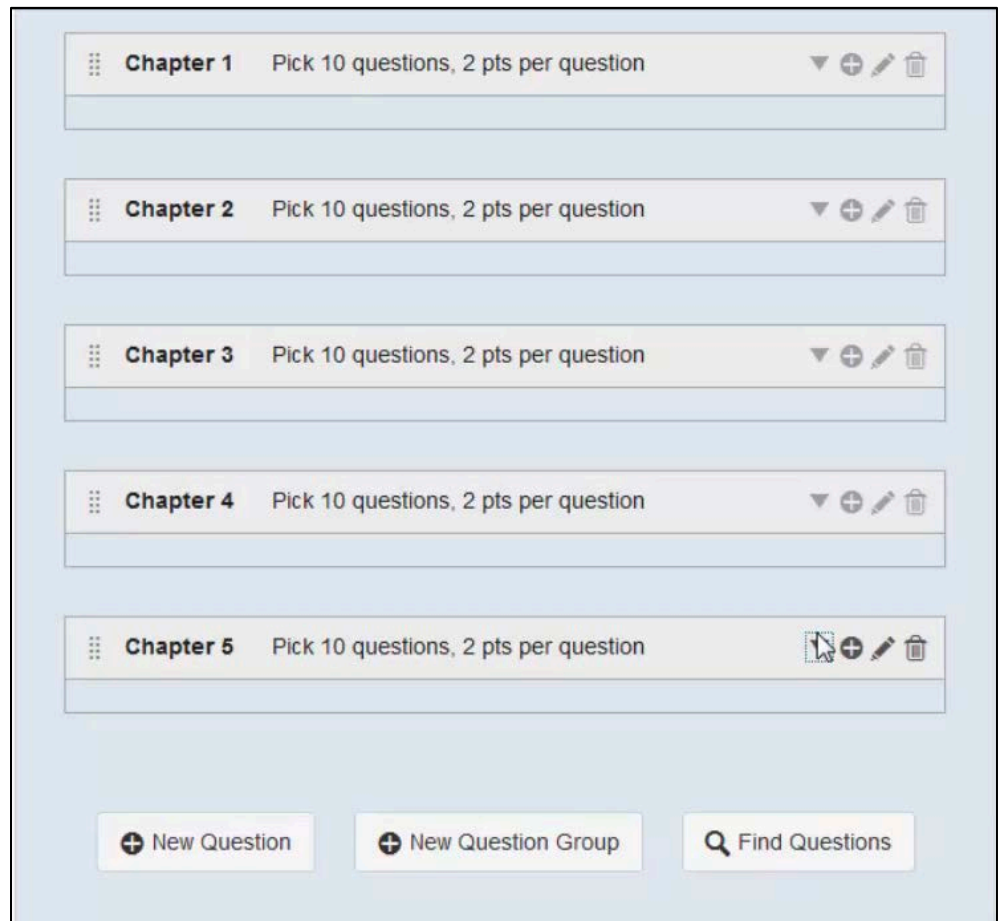 Chapter 1 Pick 10 questions, 2 pts per question
Chapter 2 Pick 10 questions, 2 pts per question
Chapter 3 Pick 10 questions, 2 pts per question
Chapter 4 Pick 10 questions, 2 pts per question
Chapter 5 Pick 10 questions, 2 pts per question
New Question New Question Group Find Questions